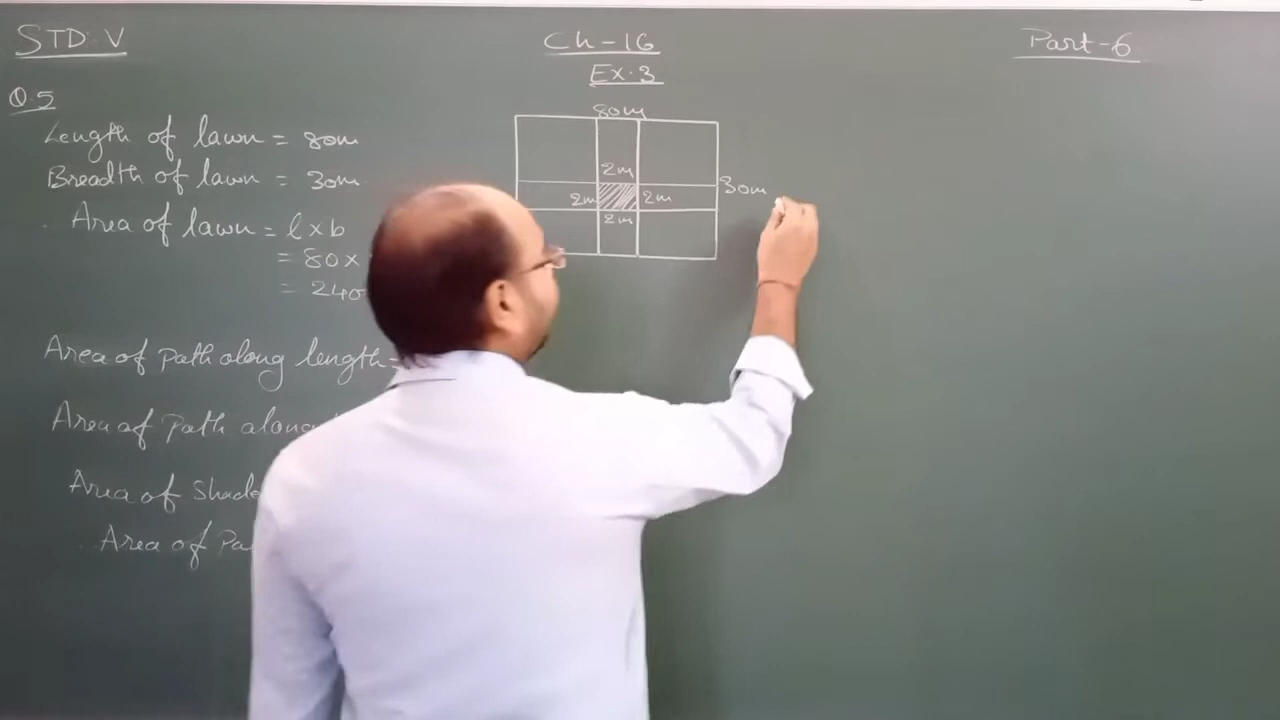 STD: V
Ch-16
Part-6
Ex. 3
Q.5
80m
Length of lawn = 80m
Breadth of lawn = 30m
Area of lawn = l x b
= 80 x
= 240
2m
2m 2m
2m
30m
Area of path along length
Area of Path along
Area of
Area of